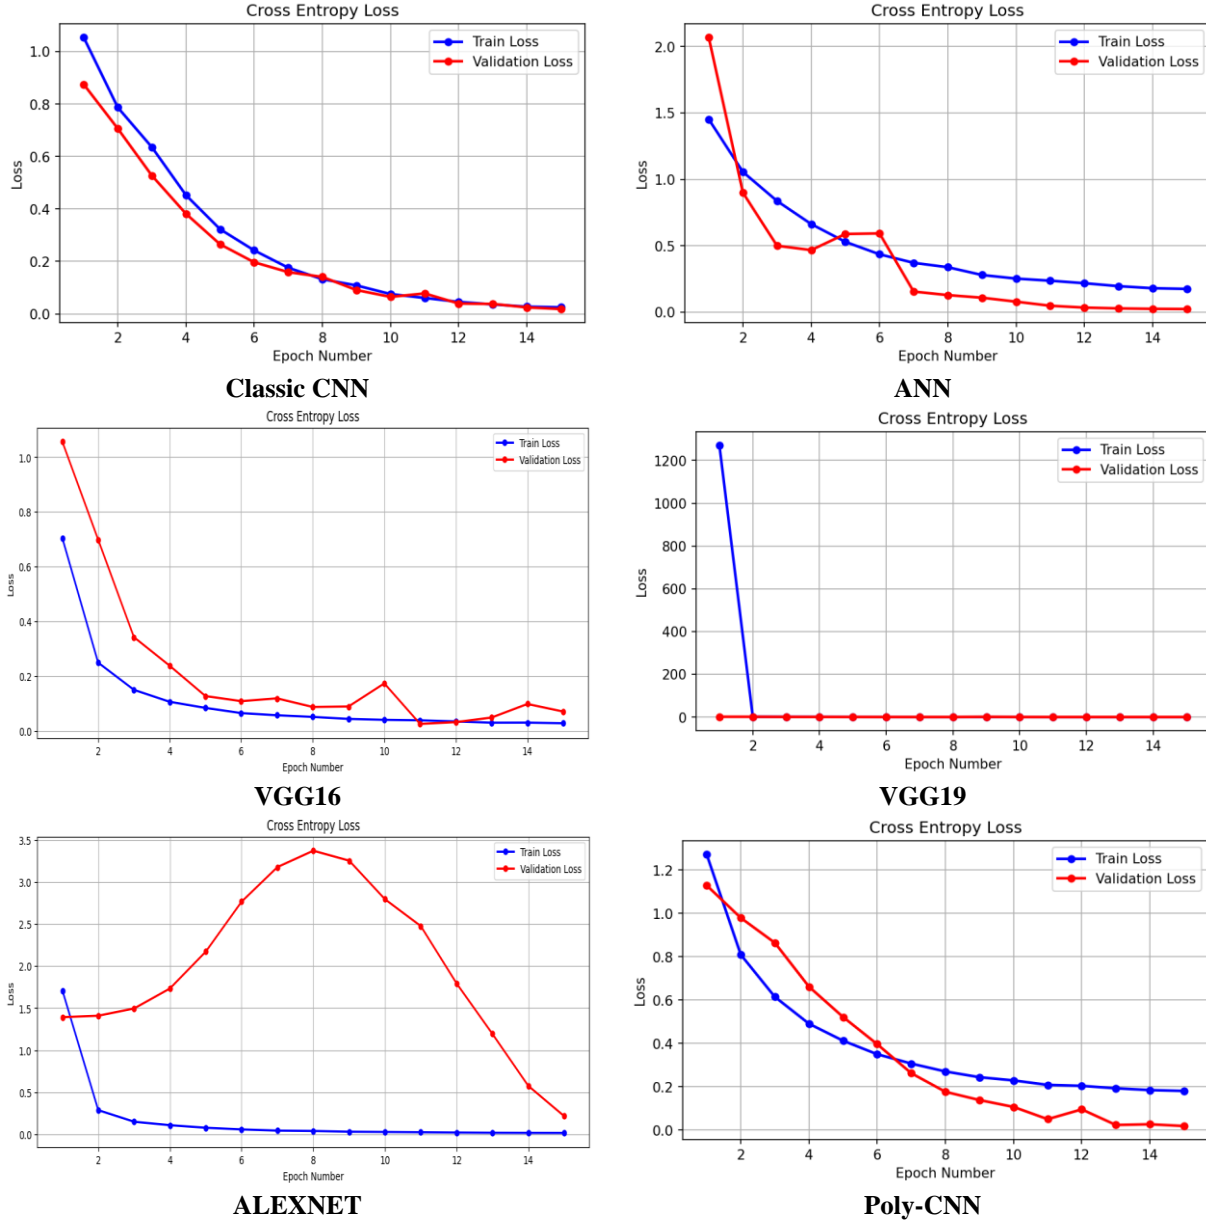 Cross Entropy Loss
Train Loss
Validation Loss
1.0
0.8
0.6
0.4
0.2
0.0
Loss
2 4 6 8 10 12 14
Epoch Number
Classic CNN
Cross Entropy Loss
Train Loss
Validation Loss
2.0
1.5
1.0
0.5
0.0
Loss
2 4 6 8 10 12 14
Epoch Number
ANN
Cross Entropy Loss
Train Loss
Validation Loss
1.0
0.8
0.6
0.4
0.2
0.0
Loss
2 4 6 8 10 12 14
Epoch Number
VGG16
Cross Entropy Loss
Train Loss
Validation Loss
1200
1000
800
600
400
200
0
Loss
2 4 6 8 10 12 14
Epoch Number
VGG19
Cross Entropy Loss
Train Loss
Validation Loss
3.5
3.0
2.5
2.0
1.5
1.0
0.5
0.0
Loss
2 4 6 8 10 12 14
Epoch Number
ALEXNET
Cross Entropy Loss
Train Loss
Validation Loss
1.2
1.0
0.8
0.6
0.4
0.2
0.0
Loss
2 4 6 8 10 12 14
Epoch Number
Poly-CNN